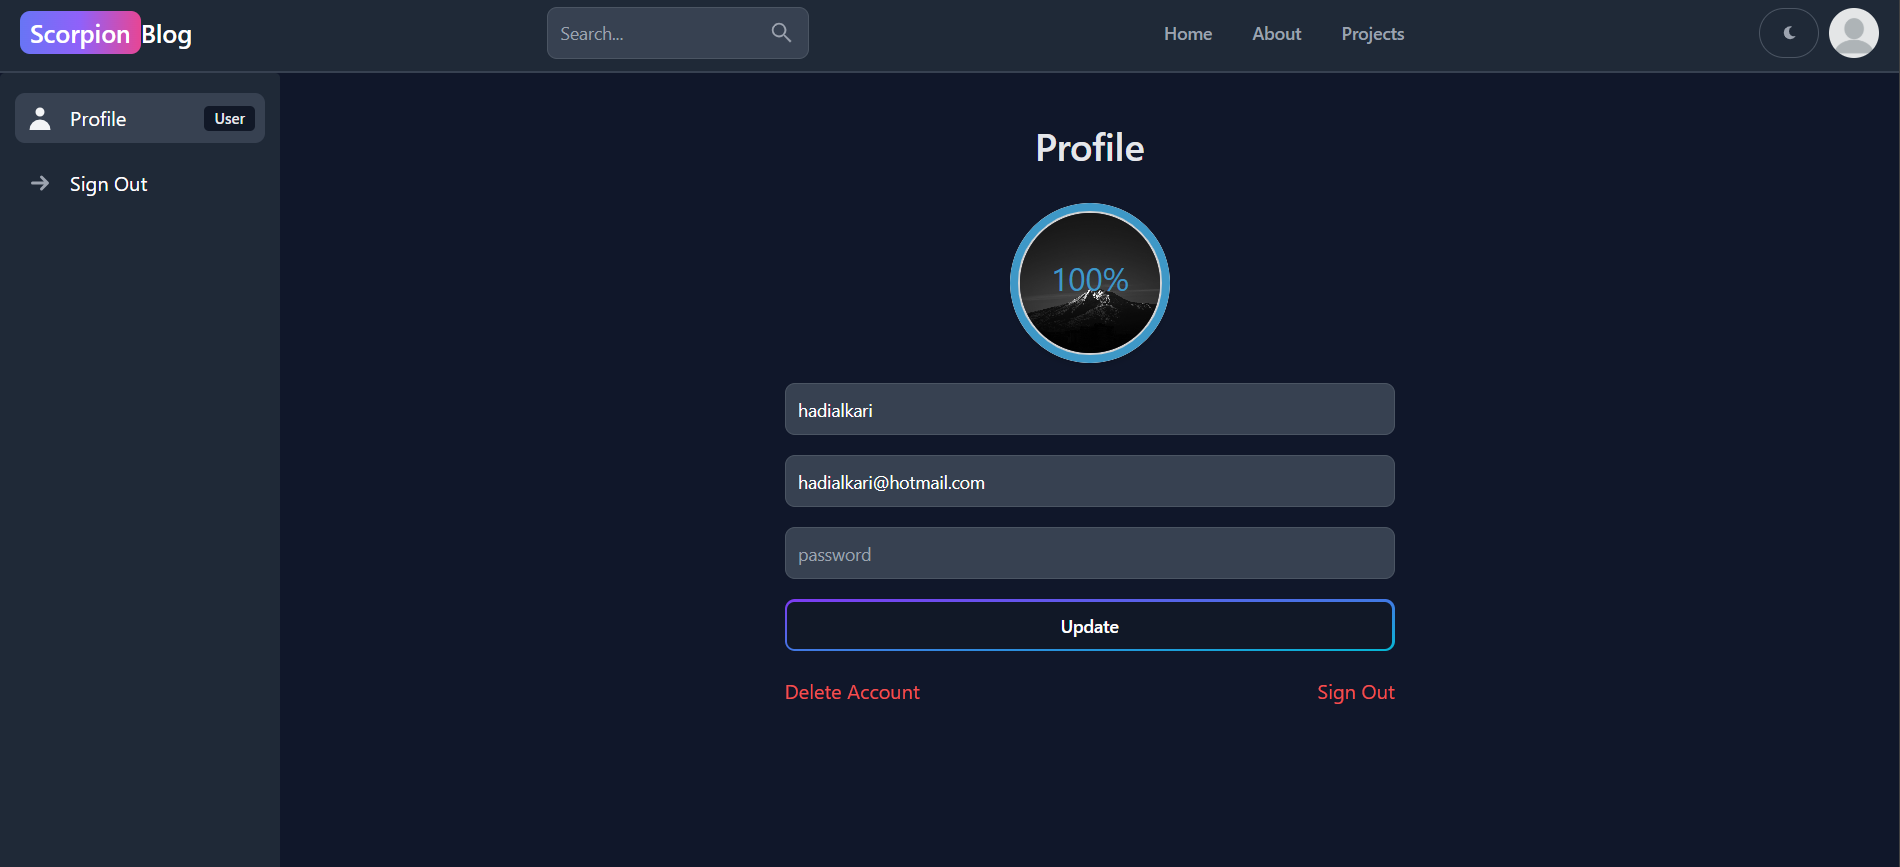 Scorpion Blog
Search...
Home
About
Projects
Profile
User
Sign Out
Profile
100%
hadialkari
hadialkari@hotmail.com
password
Update
Delete Account
Sign Out